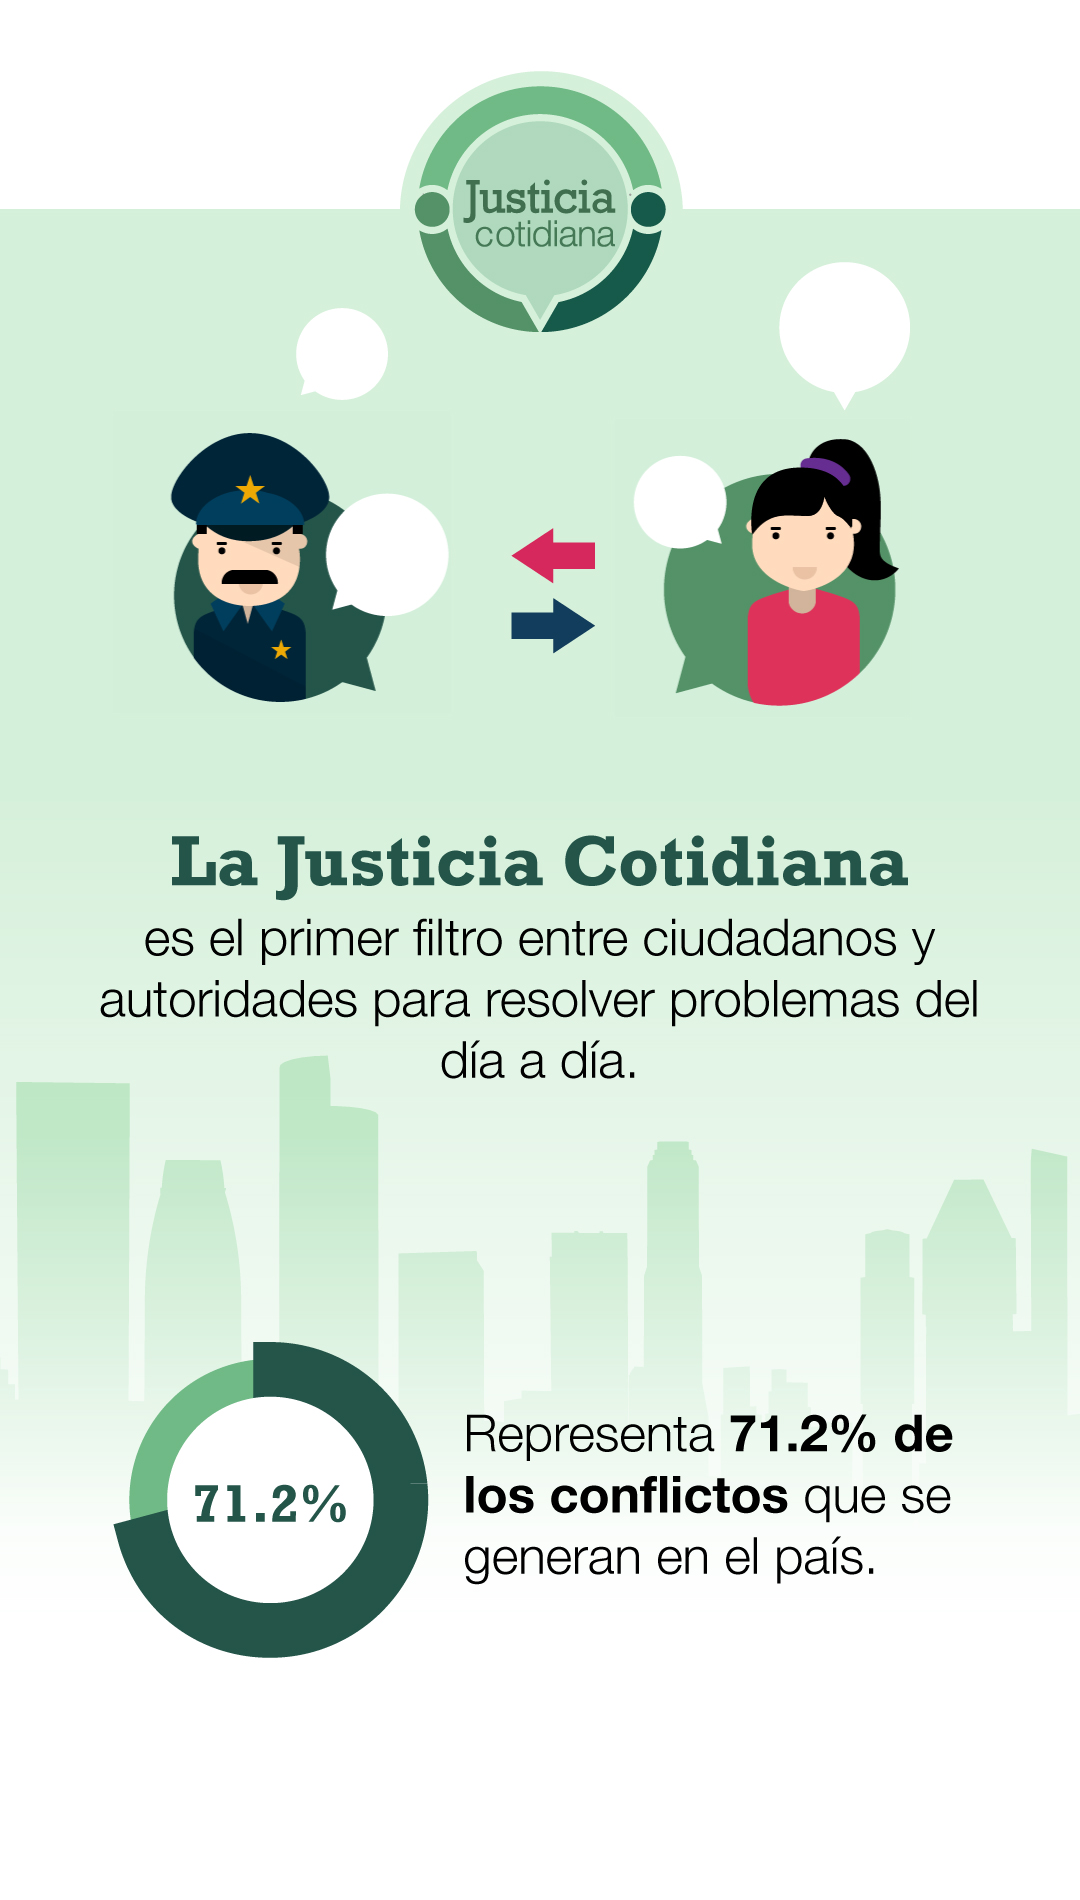 Justicia
cotidiana
La Justicia Cotidiana
es el primer filtro entre ciudadanos y
autoridades para resolver problemas del
día a día.
71.2%
Representa 71.2% de
los conflictos que se
generan en el país.